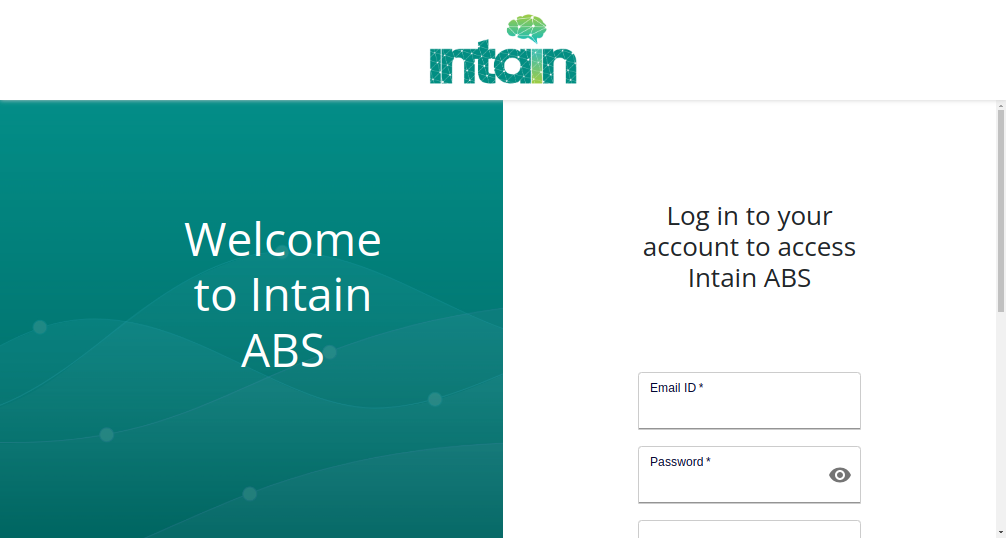 intain
Welcome
to Intain
ABS
Log in to your
account to access
Intain ABS
Email ID *
Password *